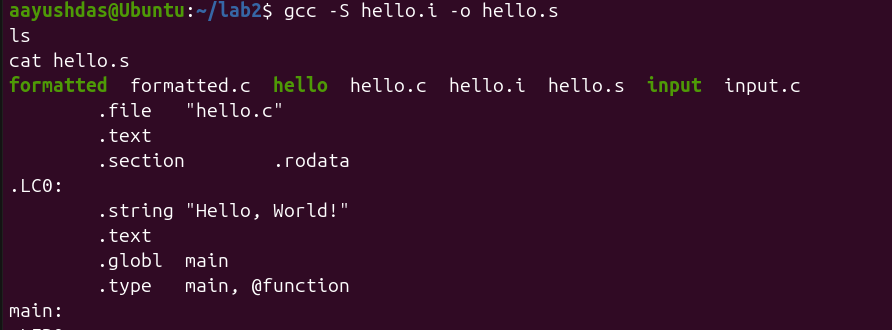 aayushdas@Ubuntu:~/lab2$ gcc -S hello.i -o hello.s
ls
cat hello.s
formatted  formatted.c  hello  hello.c  hello.i  hello.s  input  input.c
        .file   "hello.c"
        .text
        .section        .rodata
.LC0:
        .string "Hello, World!"
        .text
        .globl  main
        .type   main, @function
main: